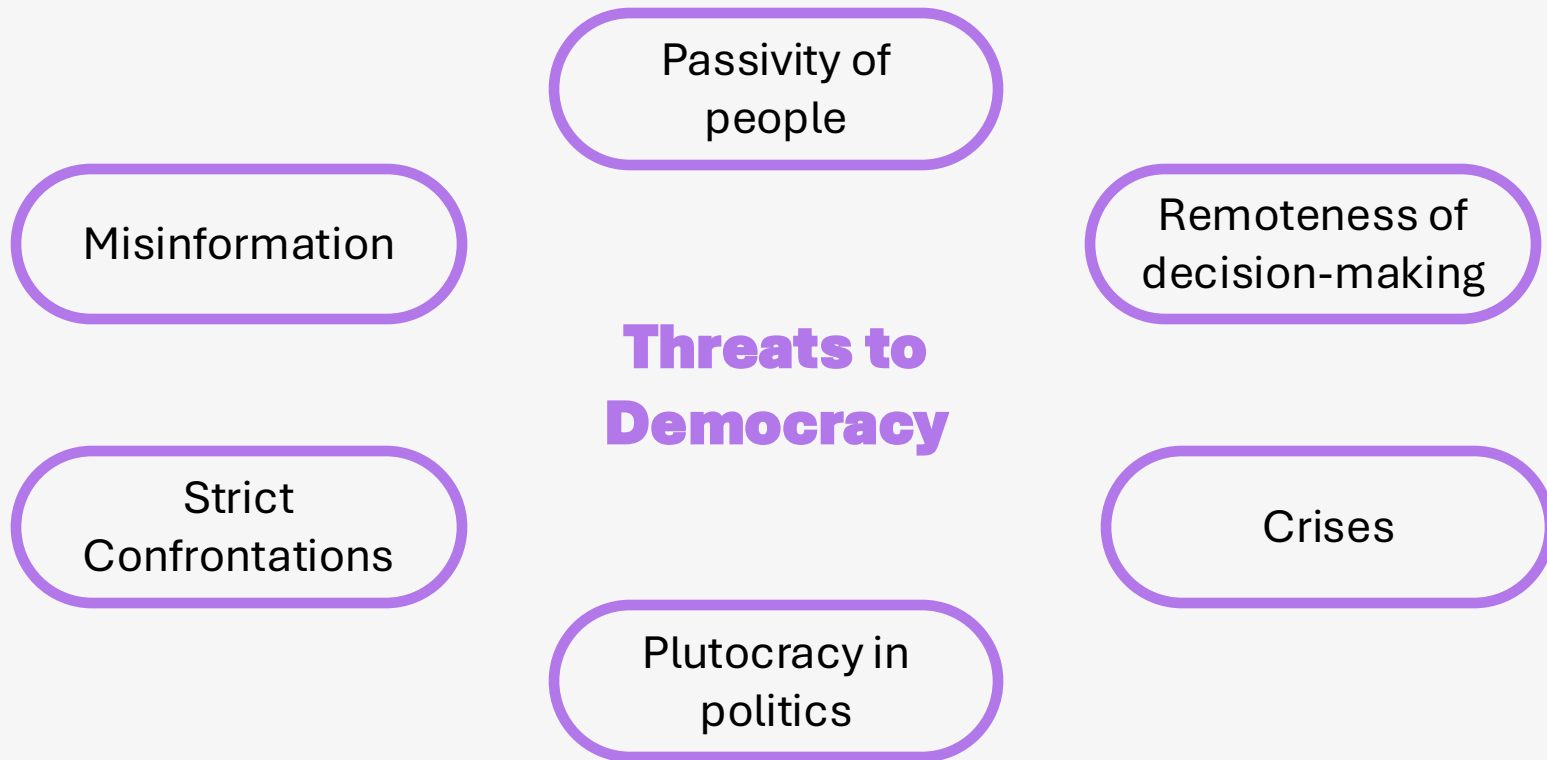 Passivity of
people
Misinformation
Remoteness of
decision-making
Threats to
Democracy
Strict
Confrontations
Crises
Plutocracy in
politics